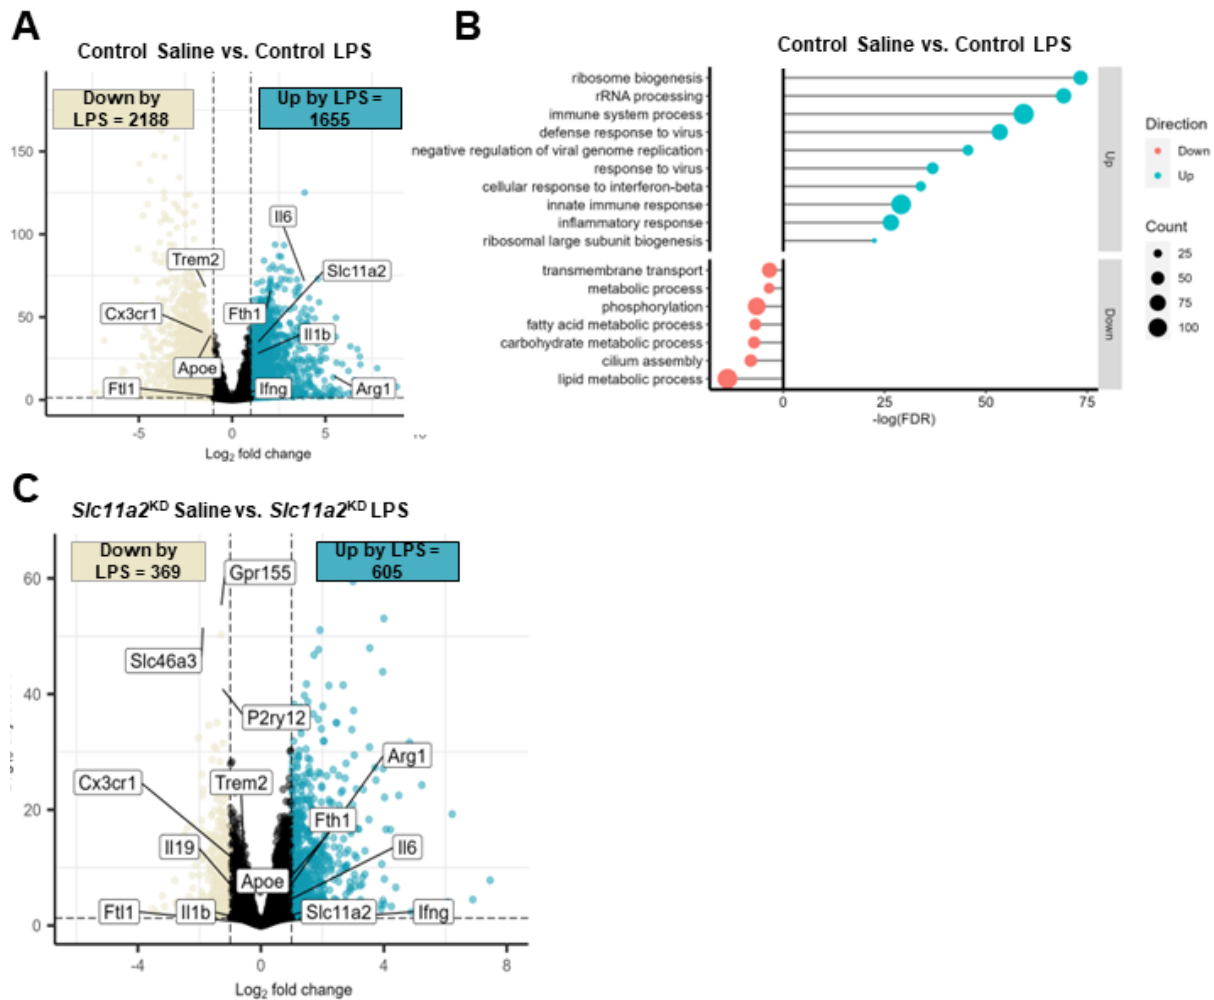 A
Control Saline vs. Control LPS
Down by
LPS = 2188
Up by LPS =
1655
150
100
50
0
Il6
Trem2
Slc11a2
Cx3cr1
Fth1
Il1b
Apoe
Ftl1
Ifng
Arg1
-5
0
5
Log2 fold change
B
Control Saline vs. Control LPS
ribosome biogenesis
rRNA processing
immune system process
defense response to virus
negative regulation of viral genome replication
response to virus
cellular response to interferon-beta
innate immune response
inflammatory response
ribosomal large subunit biogenesis
transmembrane transport
metabolic process
phosphorylation
fatty acid metabolic process
carbohydrate metabolic process
cilium assembly
lipid metabolic process
Up
Down
0
25
50
75
-log(FDR)
Direction
Down
Up
Count
25
50
75
100
C
Slc11a2KD Saline vs. Slc11a2KD LPS
Down by
LPS = 369
Up by LPS =
605
60
40
20
0
Gpr155
Slc46a3
P2ry12
Arg1
Cx3cr1
Trem2
Fth1
Il19
Il6
Apoe
Ftl1
Il1b
Slc11a2
Ifng
-4
0
4
8
Log2 fold change